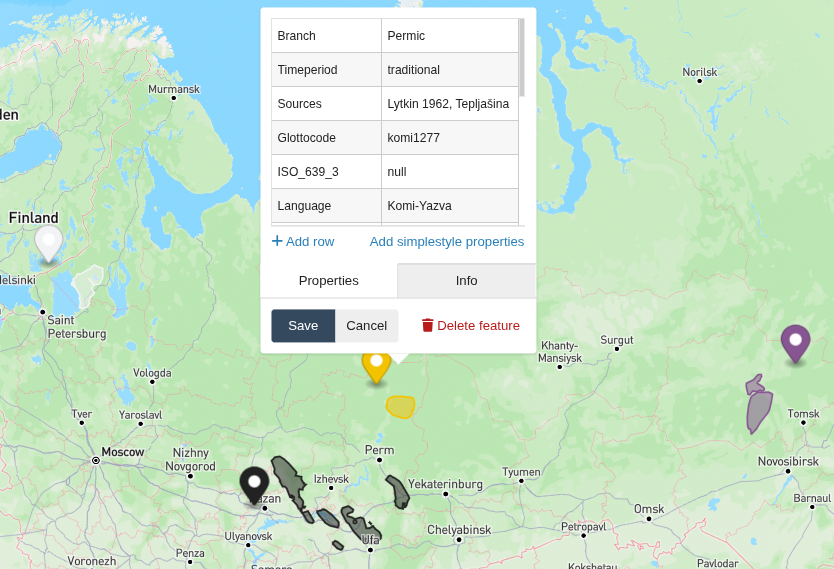 Branch Permic
Timeperiod traditional
Sources Lytkin 1962, Tepljašina
Glottocode komi1277
ISO_639_3 null
Language Komi-Yazva
+ Add row Add simplestyle properties
Properties Info
Save Cancel Delete feature
Murmansk
Norilsk
den
Finland
Helsinki
Saint
Petersburg
Vologda
Tver
Yaroslavl
Moscow
Nizhny
Novgorod
Khanty-
Mansiysk
Surgut
Perm
Izhevsk
Yekaterinburg
Tyumen
Tomsk
Novosibirsk
Barnaul
Omsk
azan
Ulyanovsk
Ufa
Chelyabinsk
Petropavl
Voronezh
Penza
Samara
Kokshetau
Pavlodar